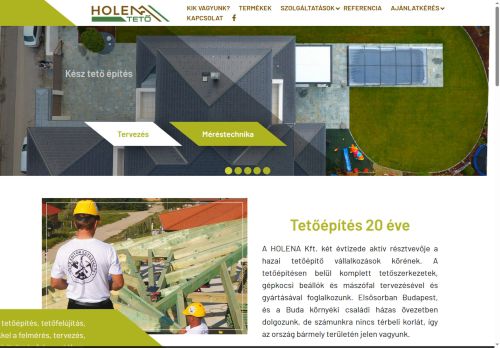 HOLENA
TETŐ
KIK VAGYUNK? TERMÉKEK SZOLGÁLTATÁSOK REFERENCIA AJÁNLATKÉRÉS
KAPCSOLAT
Kész tető építés
Tervezés
Méréstechnika
Tetőépítés 20 éve
A HOLENA Kft. két évtizede aktív résztvevője a
hazai tetőépítő vállalkozások körének. A
tetőépítésen belül komplett tetőszerkezetek,
gépkocsi beállók és mászófal tervezésével és
gyártásával foglalkozunk. Elsősorban Budapest,
és a Buda környéki családi házas övezetben
dolgozunk, de számunkra nincs térbeli korlát, így
az ország bármely területén jelen vagyunk.
tetőépítés, tetőfelújítás,
kel a felmérés, tervezés,